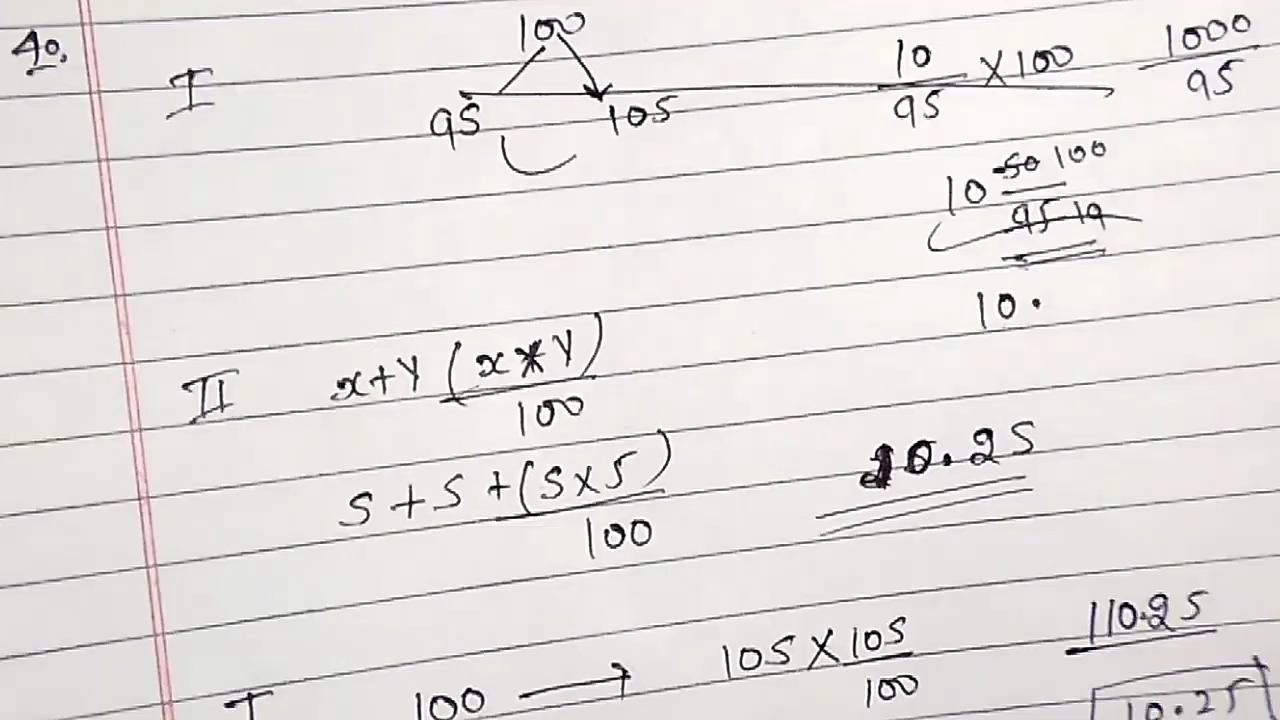 40.
I 100
95 105
10/95 × 100 1000/95
10 50 100
95 19
10.
II x+y (x*y)/100
5+5+(5×5)/100 10.25
I 100 → 105 × 105/100 110.25
10.25